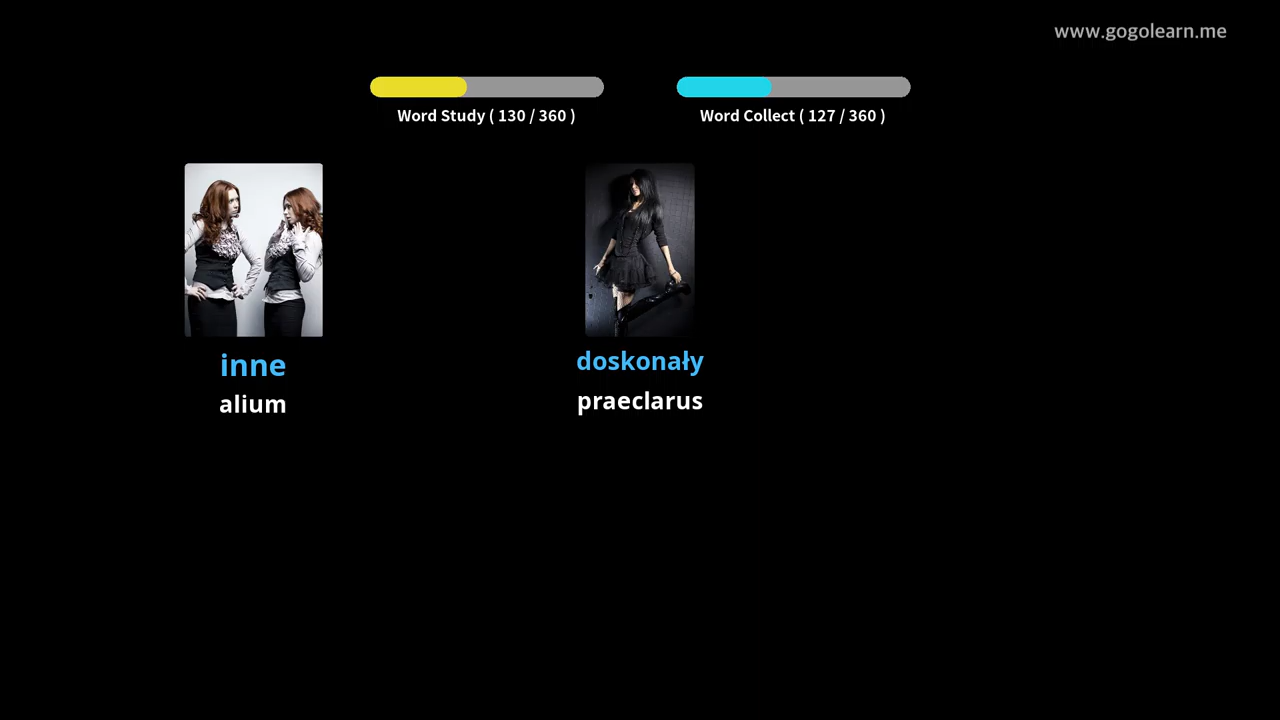 www.gogolearn.me
Word Study ( 130 / 360 )
Word Collect ( 127 / 360 )
inne
alium
doskonały
praeclarus